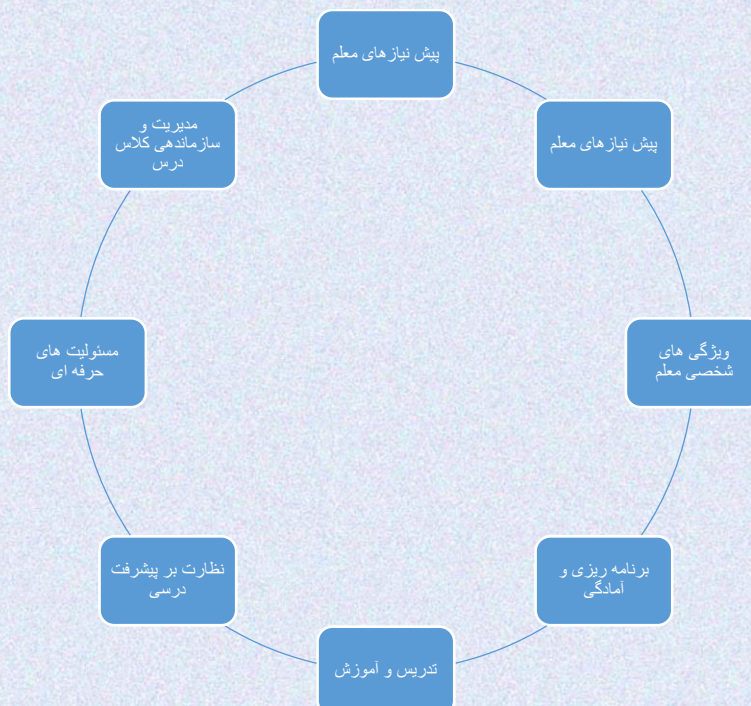 پیش نیازهای معلم
پیش نیازهای معلم
ویژگی های
شخصی معلم
برنامه ریزی و
آمادگی
تدریس و آموزش
نظارت بر پیشرفت
درسی
مسئولیت های
حرفه ای
مدیریت و
سازماندهی کلاس
درس